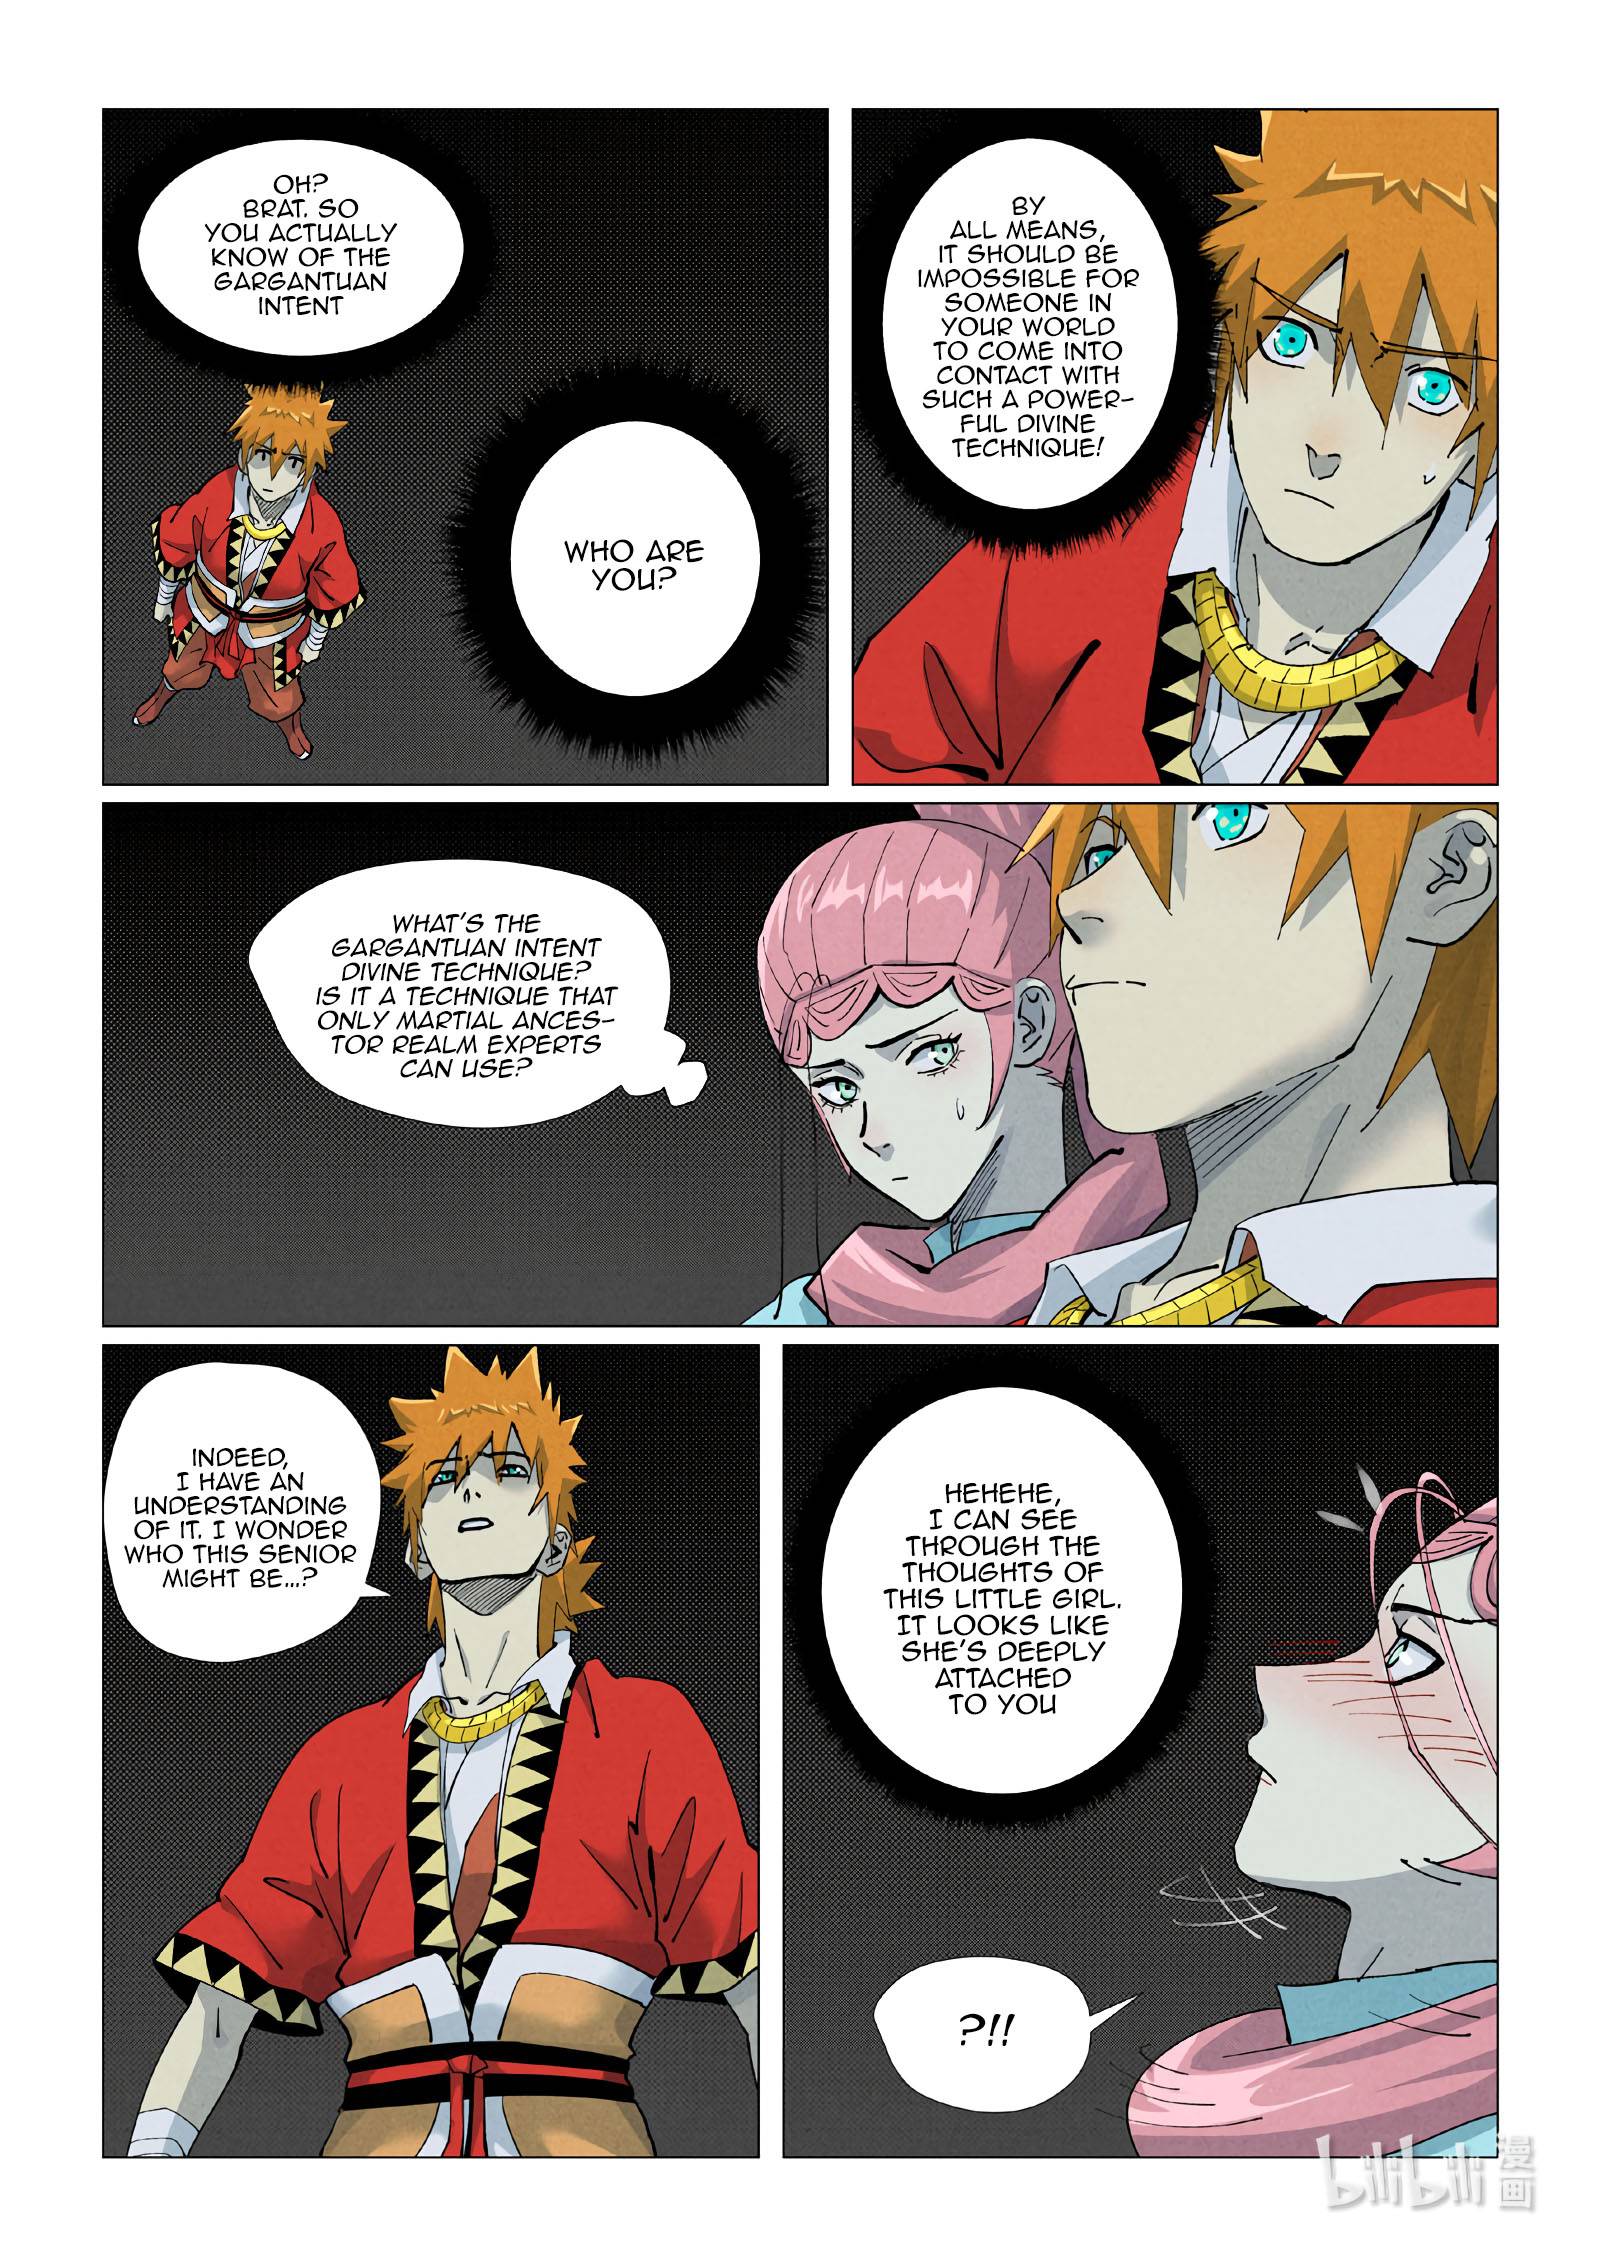 OH?
BRAT. SO
YOU ACTUALLY
KNOW OF THE
GARGANTUAN
INTENT
WHO ARE
YOU?
BY
ALL MEANS,
IT SHOULD BE
IMPOSSIBLE FOR
SOMEONE IN
YOUR WORLD
TO COME INTO
CONTACT WITH
SUCH A POWER-
FUL DIVINE
TECHNIQUE!
WHAT'S THE
GARGANTUAN INTENT
DIVINE TECHNIQUE?
IS IT A TECHNIQUE THAT
ONLY MARTIAL ANCES-
TOR REALM EXPERTS
CAN USE?
INDEED,
I HAVE AN
UNDERSTANDING
OF IT. I WONDER
WHO THIS SENIOR
MIGHT BE...?
HEHEHE,
I CAN SEE
THROUGH THE
THOUGHTS OF
THIS LITTLE GIRL.
IT LOOKS LIKE
SHE'S DEEPLY
ATTACHED
TO YOU
?!!
bilibili 漫画